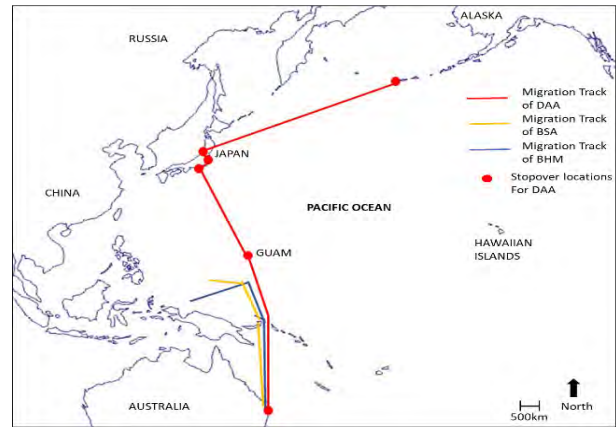 ALASKA
RUSSIA
Migration Track
of DAA
Migration Track
of BSA
Migration Track
of BHM
Stopover locations
For DAA
JAPAN
CHINA
PACIFIC OCEAN
HAWAIIAN
ISLANDS
GUAM
AUSTRALIA
North
500km